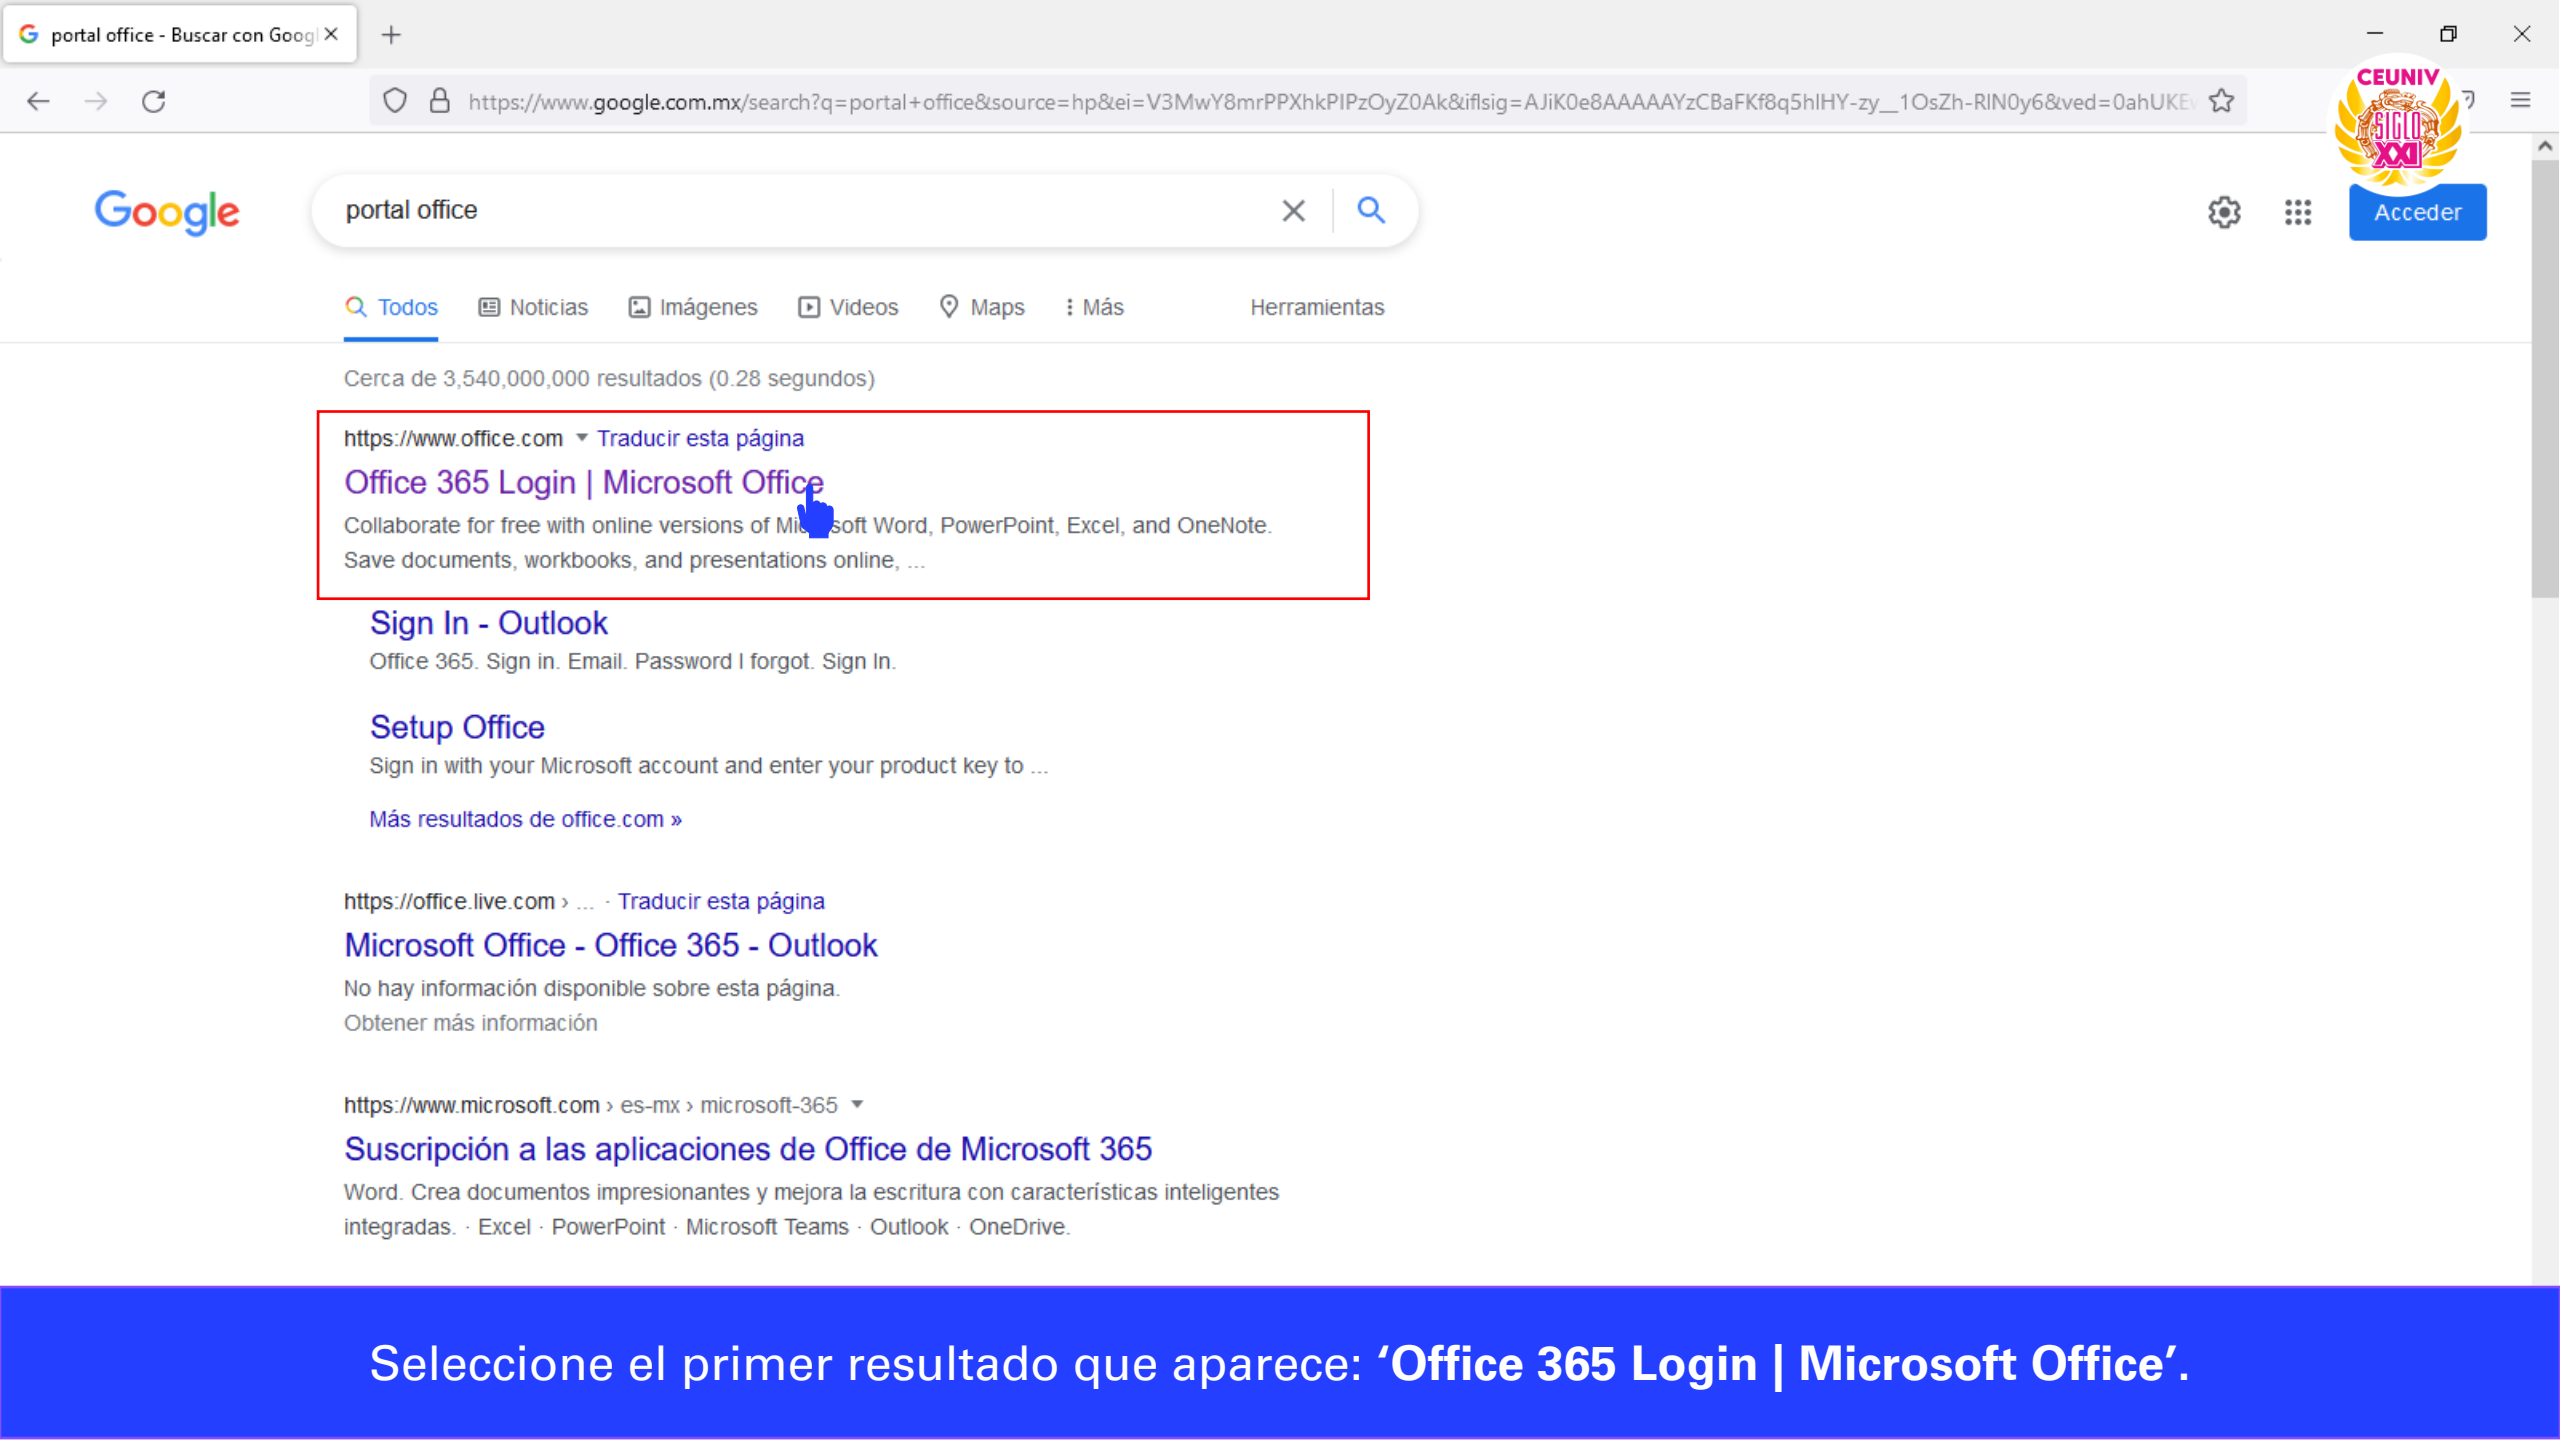 portal office - Buscar con Googl
https://www.google.com.mx/search?q=portal+office&source=hp&ei=V3MwY8mrPPXhkPIPzOyZ0Ak&iflsig=AJiK0e8AAAAAYzCBaFKf8q5hlHY-zy__1OsZh-RlN0y6&ved=0ahUKE
CEUNIV
SIGLO
XXI
Google
portal office
Acceder
Todos Noticias Imágenes Videos Maps Más Herramientas
Cerca de 3,540,000,000 resultados (0.28 segundos)
https://www.office.com Traducir esta página
Office 365 Login | Microsoft Office
Collaborate for free with online versions of Microsoft Word, PowerPoint, Excel, and OneNote.
Save documents, workbooks, and presentations online, ...
Sign In - Outlook
Office 365. Sign in. Email. Password I forgot. Sign In.
Setup Office
Sign in with your Microsoft account and enter your product key to ...
Más resultados de office.com »
https://office.live.com › ... · Traducir esta página
Microsoft Office - Office 365 - Outlook
No hay información disponible sobre esta página.
Obtener más información
https://www.microsoft.com › es-mx › microsoft-365
Suscripción a las aplicaciones de Office de Microsoft 365
Word. Crea documentos impresionantes y mejora la escritura con características inteligentes
integradas. · Excel · PowerPoint · Microsoft Teams · Outlook · OneDrive.
Seleccione el primer resultado que aparece: ‘Office 365 Login | Microsoft Office’.